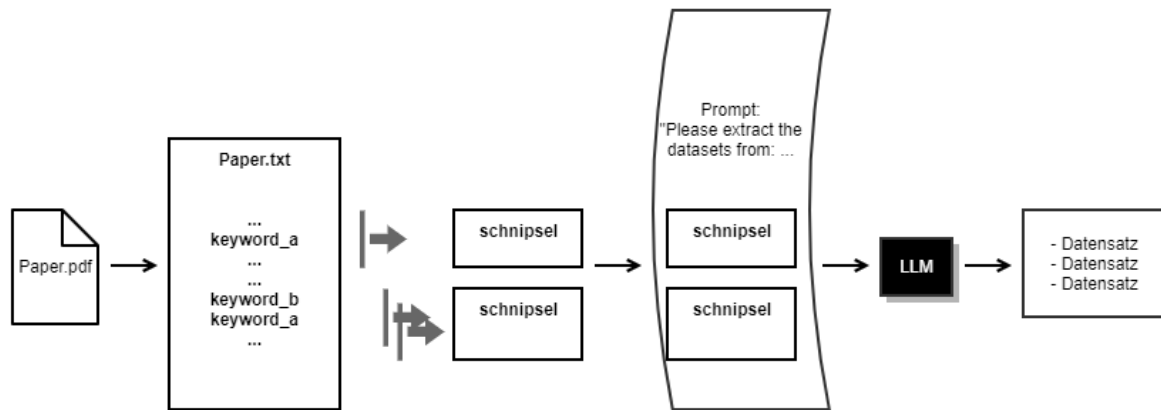 Paper.pdf
Paper.txt
...
keyword_a
...
...
keyword_b
keyword_a
...
schnipsel
schnipsel
Prompt:
"Please extract the
datasets from: ...
schnipsel
schnipsel
LLM
- Datensatz
- Datensatz
- Datensatz